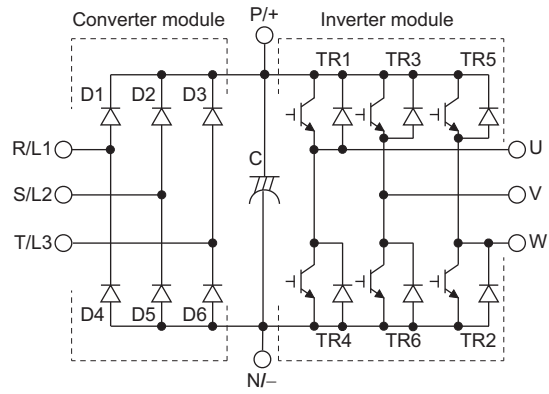 Converter module
P/+
Inverter module
TR1 TR3 TR5
D1 D2 D3
R/L1
U
C
S/L2
V
T/L3
W
D4 D5 D6
TR4 TR6 TR2
N/–